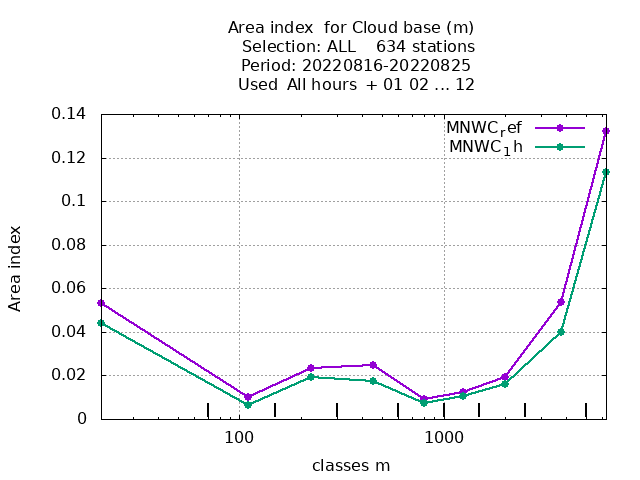 Area index  for Cloud base (m)
Selection: ALL    634 stations
Period: 20220816-20220825
Used  All hours  + 01 02 ... 12
MNWCref
MNWC1h
0.14
0.12
0.1
0.08
0.06
0.04
0.02
0
Area index
100
1000
classes m